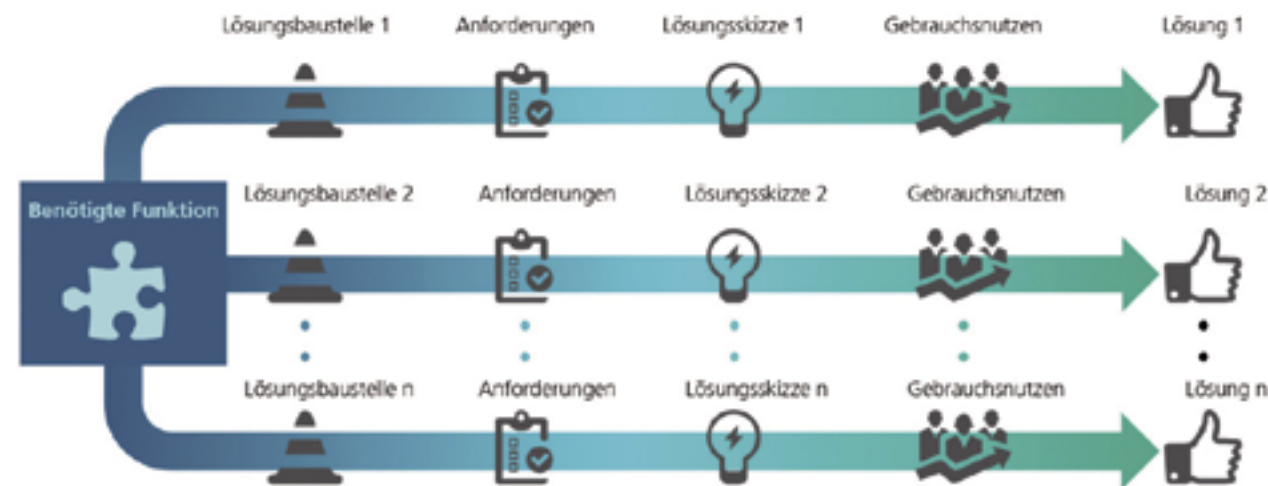 Lösungsbaustelle 1 Anforderungen Lösungsskizze 1 Gebrauchsnutzen Lösung 1
Lösungsbaustelle 2 Anforderungen Lösungsskizze 2 Gebrauchsnutzen Lösung 2
Benötigte Funktion
Lösungsbaustelle n Anforderungen Lösungsskizze n Gebrauchsnutzen Lösung n